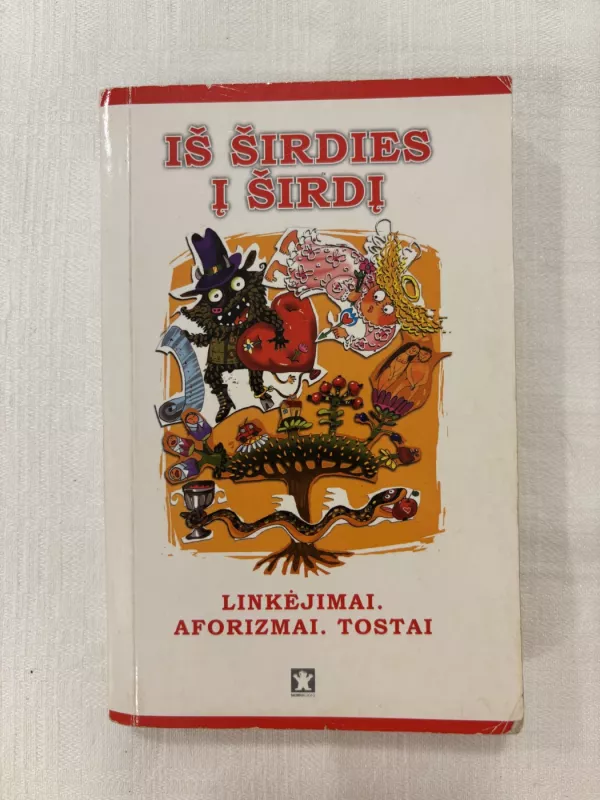 IŠ ŠIRDIES
Į ŠIRDĮ
LINKĖJIMAI.
AFORIZMAI. TOSTAI